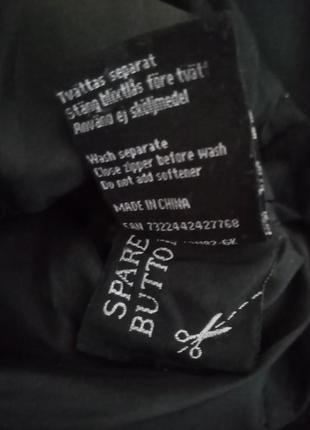 Tvättas separat
Stäng blixtlås före tvätt
Använd ej sköljmedel
Wash separate
Close zipper before wash
Do not add softener
MADE IN CHINA
EAN 7322442427768
SPARE
BUTTO